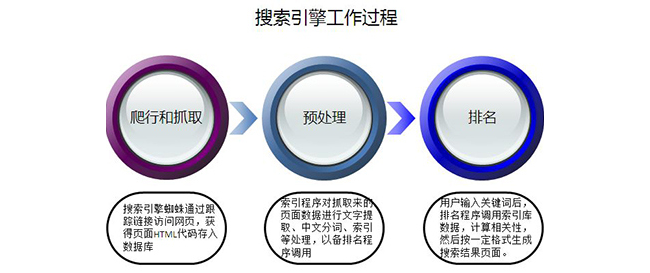 搜索引擎工作过程
爬行和抓取
预处理
排名
搜索引擎蜘蛛通过跟
踪链接访问网页，获
得页面HTML代码存入
数据库
索引程序对抓取来的
页面数据进行文字提
取、中文分词、索引
等处理，以备排名程
序调用
用户输入关键词后，
排名程序调用索引库
数据，计算相关性，
然后按一定格式生成
搜索结果页面。